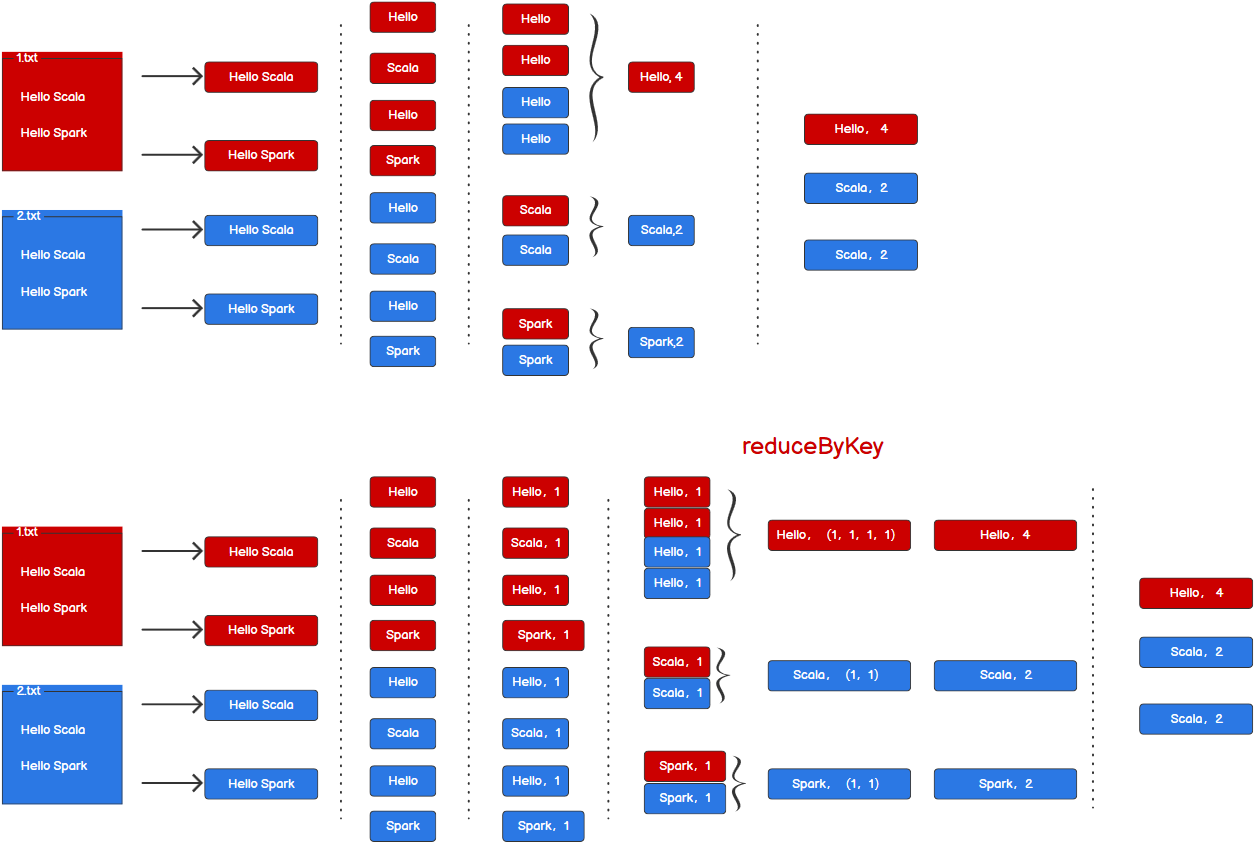 1.txt
Hello Scala
Hello Spark
2.txt
Hello Scala
Hello Spark
Hello Scala
Hello Spark
Hello Scala
Hello Spark
Hello
Scala
Hello
Spark
Hello
Scala
Hello
Spark
Hello
Hello
Hello
Hello
Scala
Scala
Spark
Spark
Hello, 4
Scala,2
Spark,2
Hello, 4
Scala, 2
Scala, 2
reduceByKey
1.txt
Hello Scala
Hello Spark
2.txt
Hello Scala
Hello Spark
Hello Scala
Hello Spark
Hello Scala
Hello Spark
Hello
Scala
Hello
Spark
Hello
Scala
Hello
Spark
Hello, 1
Scala, 1
Hello, 1
Spark, 1
Hello, 1
Scala, 1
Hello, 1
Spark, 1
Hello, 1
Hello, 1
Hello, 1
Hello, 1
Scala, 1
Scala, 1
Spark, 1
Spark, 1
Hello, (1, 1, 1, 1)
Scala, (1, 1)
Spark, (1, 1)
Hello, 4
Scala, 2
Spark, 2
Hello, 4
Scala, 2
Scala, 2